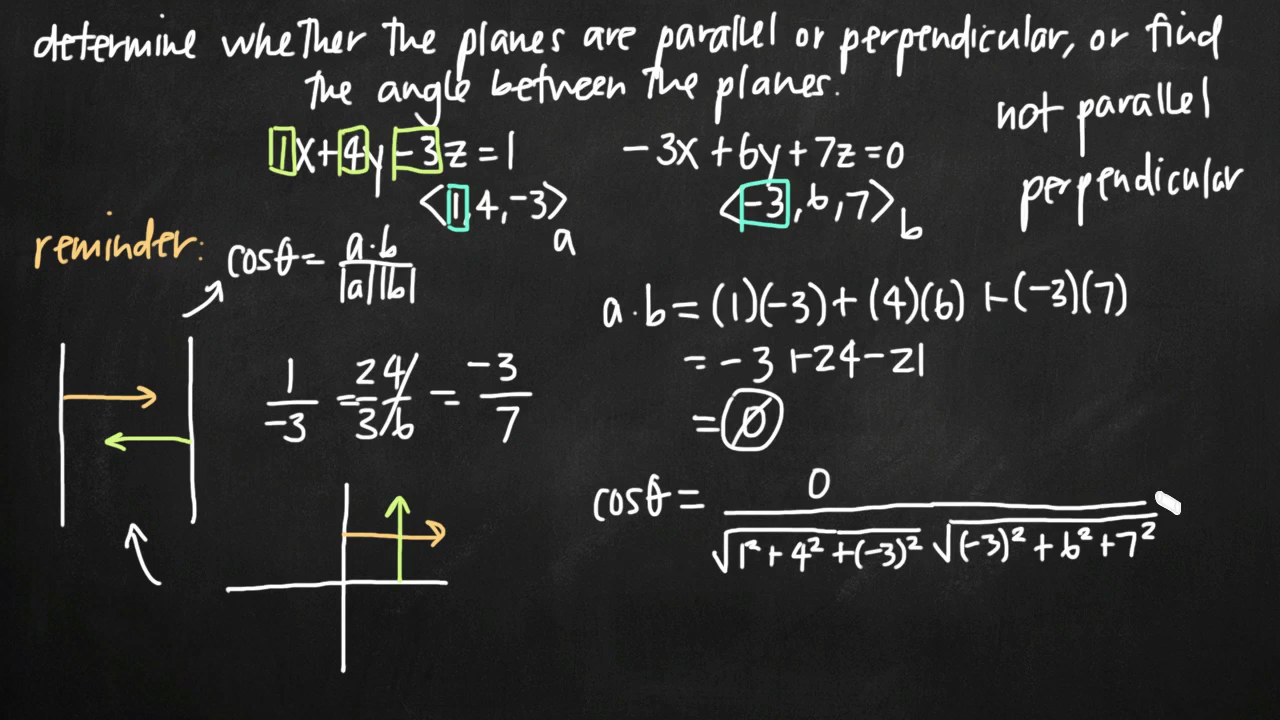 determine whether the planes are parallel or perpendicular, or find
the angle between the planes.
1x+4y-3z=1
-3x+6y+7z=0
not parallel
perpendicular
<1,4,-3>
a
<-3,6,7>
b
reminder:
cosθ= a·b / |a||b|
a·b=(1)(-3)+(4)(6)+(-3)(7)
=-3+24-21
=0
1/-3 = 2/3 4/6 = -3/7
cosθ= 0 / √1²+4²+(-3)² √(-3)²+6²+7²